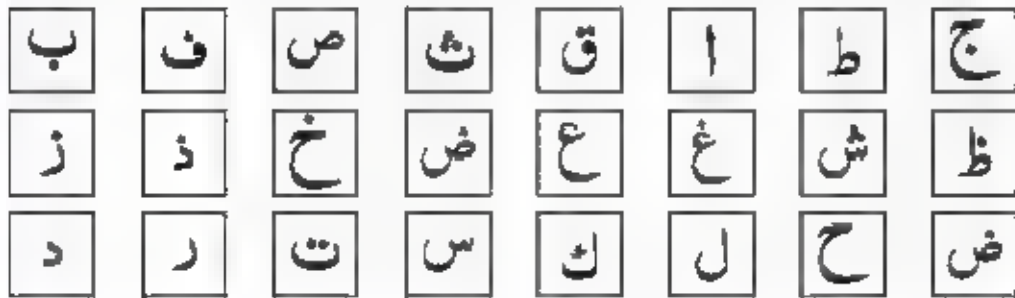 ج ط ا ق ث ص ف ب
ظ ش غ ع ض خ ذ ز
ض ح ل ك س ت ر د